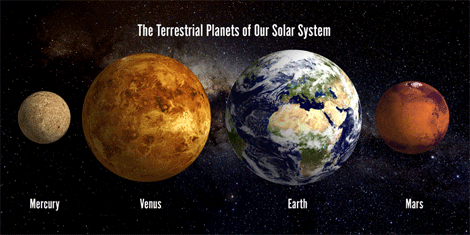 The Terrestrial Planets of Our Solar System
Mercury Venus Earth Mars